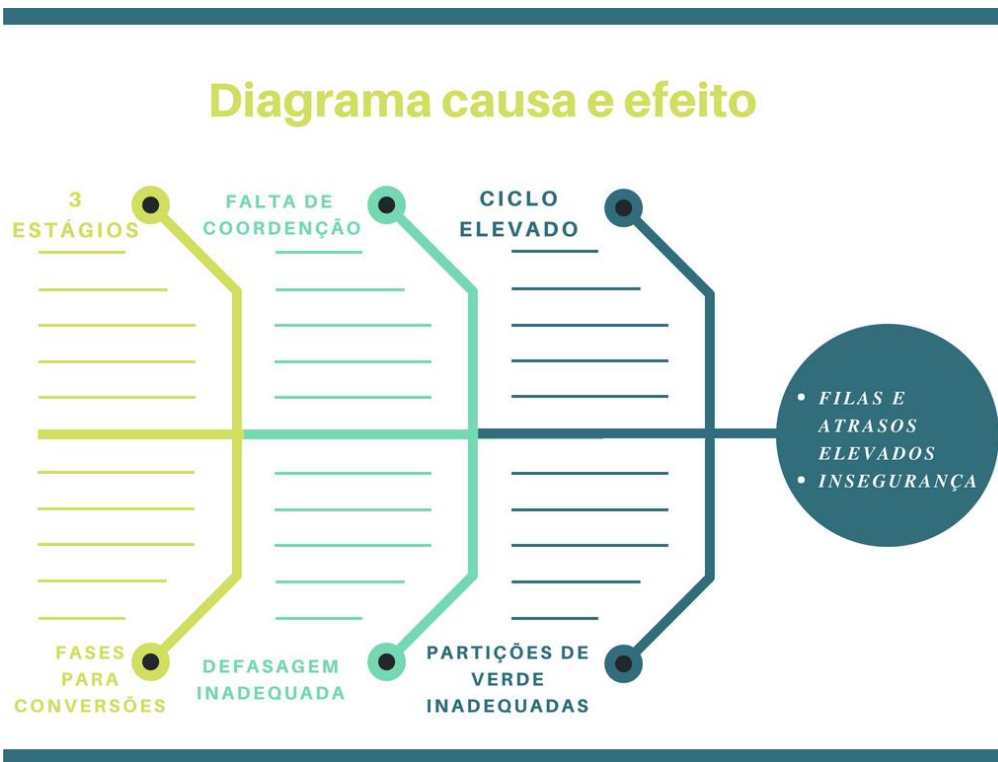 Diagrama causa e efeito
3
ESTÁGIOS
FALTA DE
COORDENÇÃO
CICLO
ELEVADO
• FILAS E
ATRASOS
ELEVADOS
• INSEGURANÇA
FASES
PARA
CONVERSÕES
DEFASAGEM
INADEQUADA
PARTIÇÕES DE
VERDE
INADEQUADAS